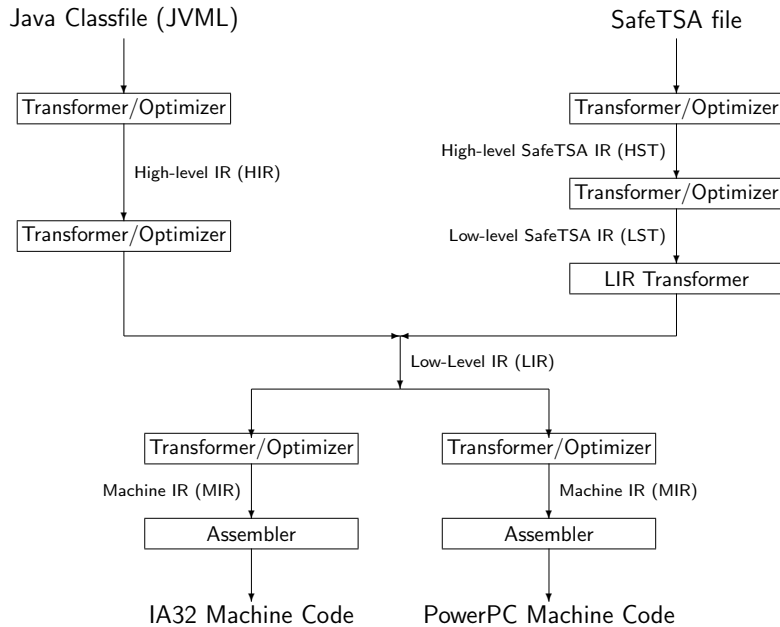 Java Classfile (JVML)
SafeTSA file
Transformer/Optimizer
Transformer/Optimizer
High-level SafeTSA IR (HST)
High-level IR (HIR)
Transformer/Optimizer
Transformer/Optimizer
Low-level SafeTSA IR (LST)
LIR Transformer
Low-Level IR (LIR)
Transformer/Optimizer
Transformer/Optimizer
Machine IR (MIR)
Machine IR (MIR)
Assembler
Assembler
IA32 Machine Code
PowerPC Machine Code